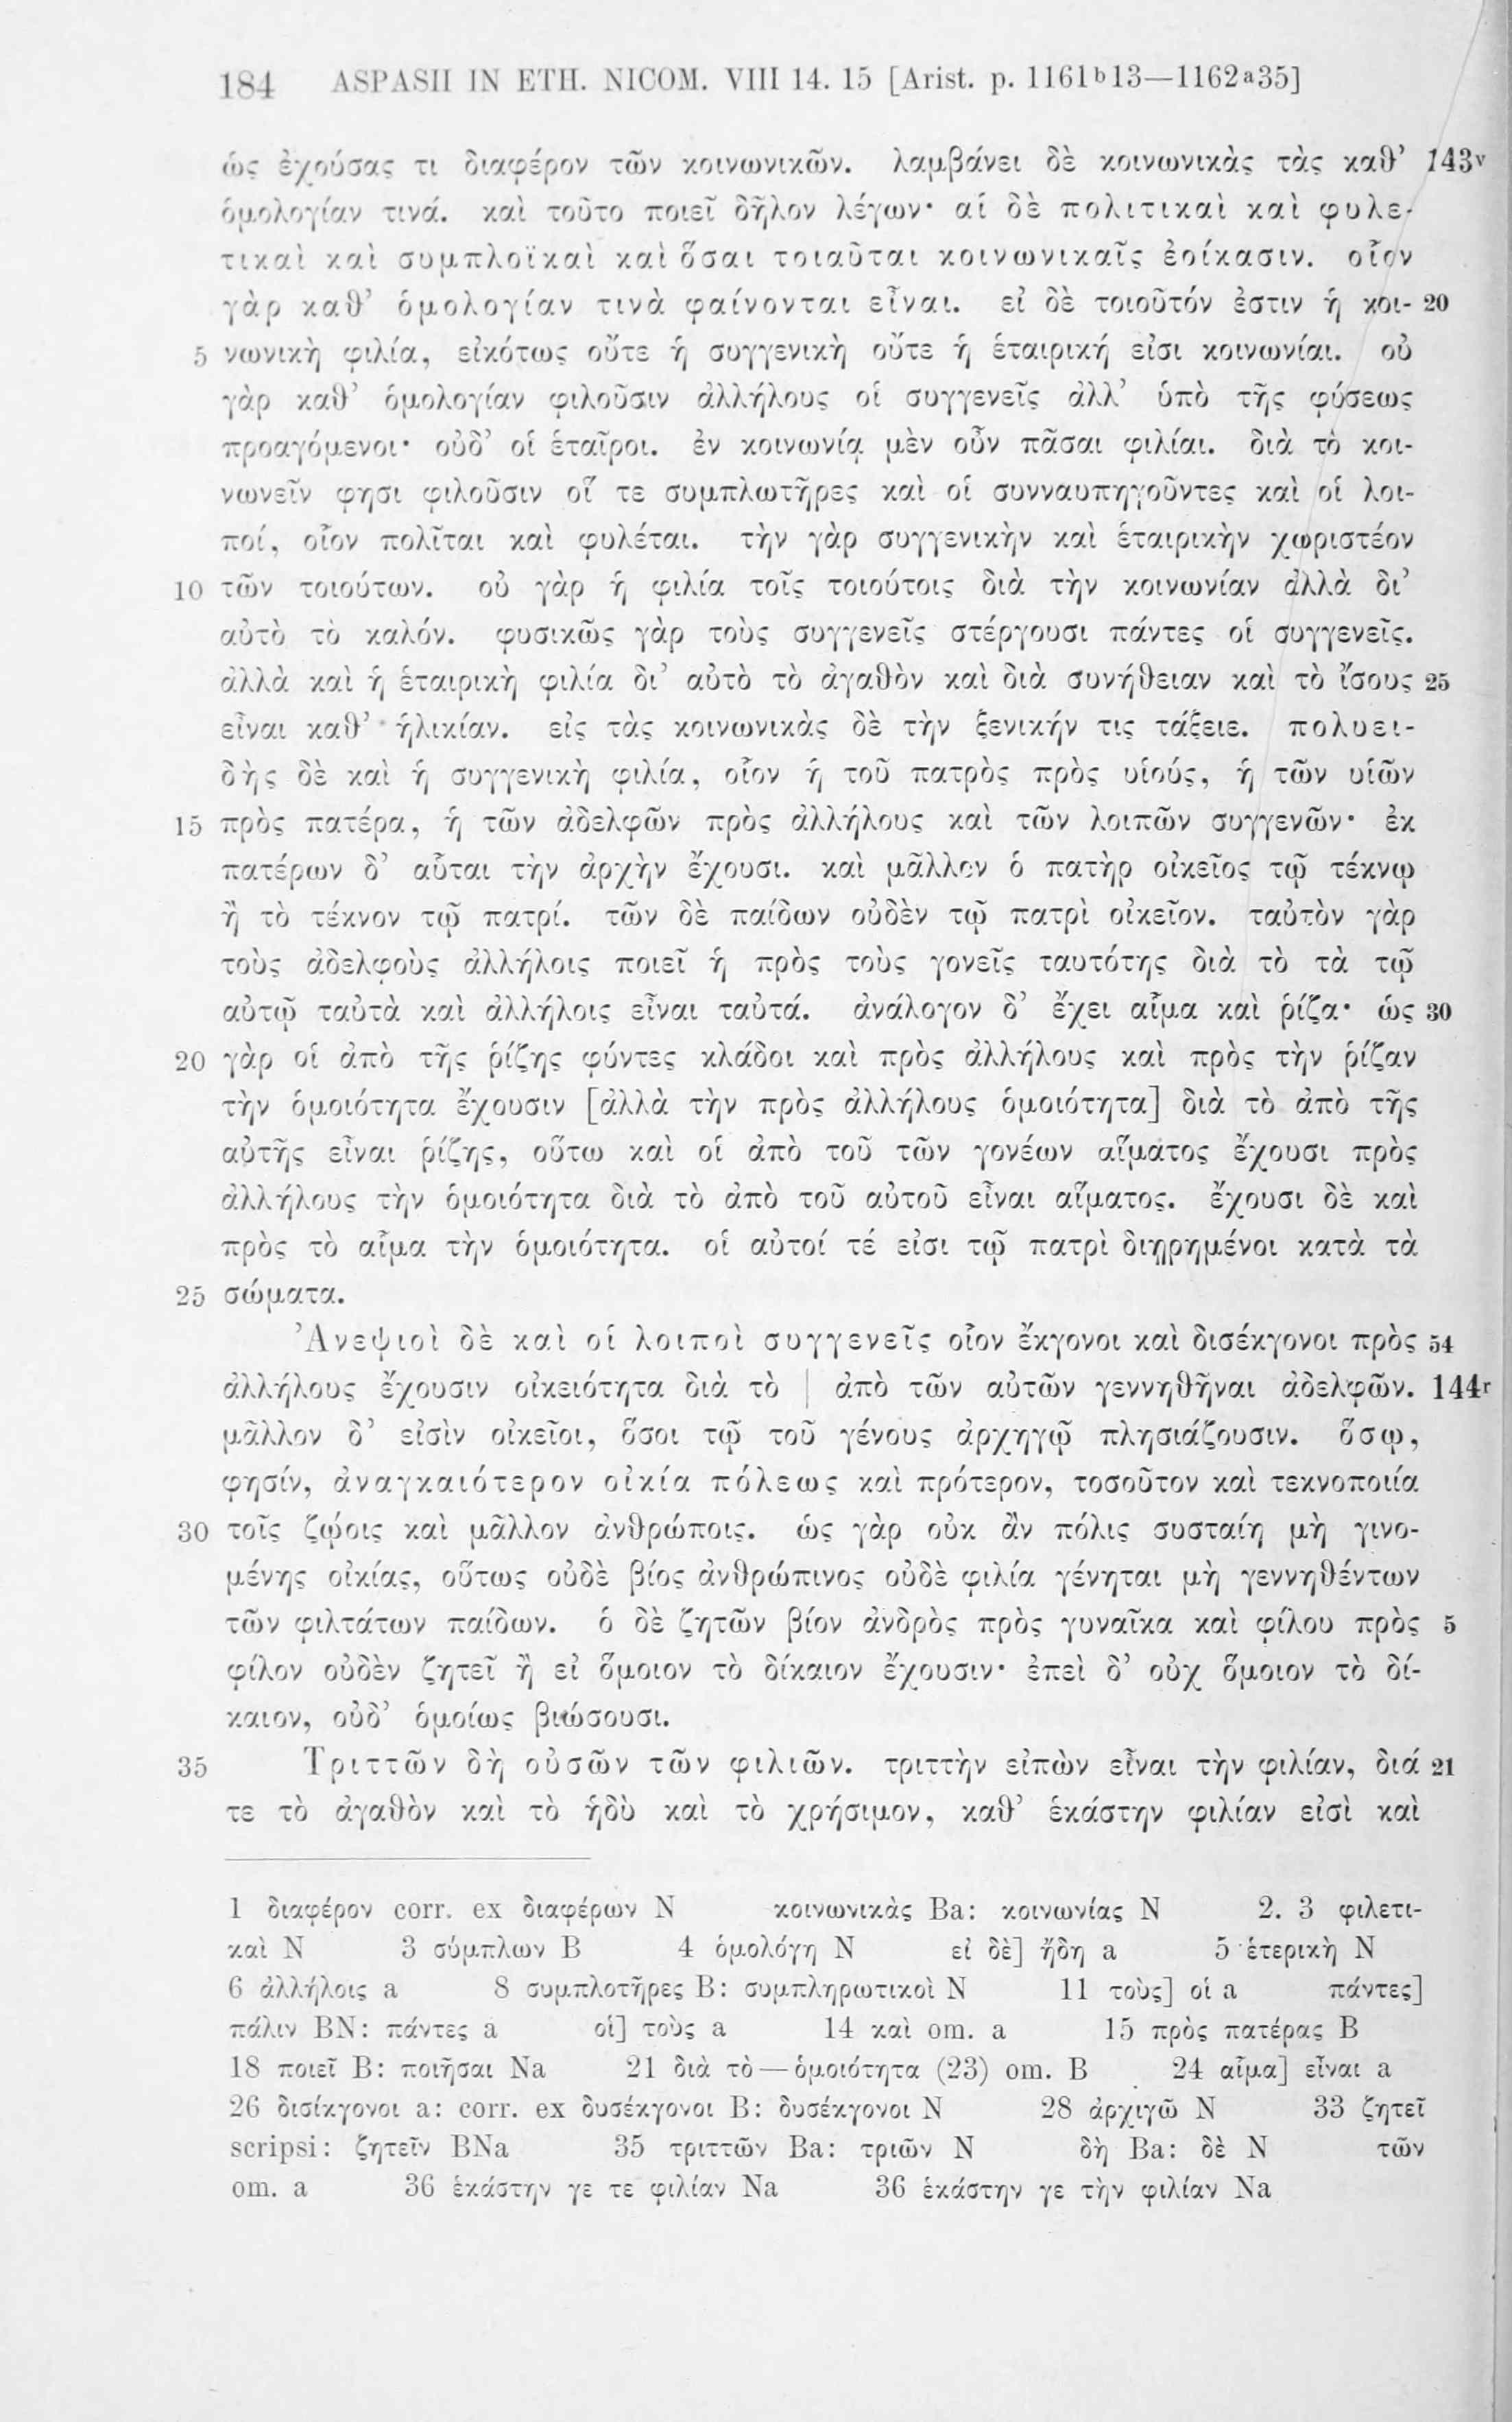 184 ASPASII IN ETH. NICOM. VIII 14. 15 [Arist. p. 1161ᵇ13—1162ᵃ35]
ὡς ἐχούσας τι διαφέρον τῶν κοινωνικῶν. λαμβάνει δὲ κοινωνικὰς τὰς καθ’ 143v
ὁμολογίαν τινά. καὶ τοῦτο ποιεῖ δῆλον λέγων· αἱ δὲ πολιτικαὶ καὶ φυλε-
τικαὶ καὶ συμπλοϊκαὶ καὶ ὅσαι τοιαῦται κοινωνικαῖς ἐοίκασιν. οἷον
γὰρ καθ’ ὁμολογίαν τινὰ φαίνονται εἶναι. εἰ δὲ τοιοῦτόν ἐστιν ἡ κοι- 20
5 νωνικὴ φιλία, εἰκότως οὔτε ἡ συγγενικὴ οὔτε ἡ ἑταιρική εἰσι κοινωνίαι. οὐ
γὰρ καθ’ ὁμολογίαν φιλοῦσιν ἀλλήλους οἱ συγγενεῖς ἀλλ’ ὑπὸ τῆς φύσεως
προαγόμενοι· οὐδ’ οἱ ἑταῖροι. ἐν κοινωνίᾳ μὲν οὖν πᾶσαι φιλίαι. διὰ τὸ κοι-
νωνεῖν φησι φιλοῦσιν οἵ τε συμπλωτῆρες καὶ οἱ συνναυπηγοῦντες καὶ οἱ λοι-
ποί, οἷον πολῖται καὶ φυλέται. τὴν γὰρ συγγενικὴν καὶ ἑταιρικὴν χωριστέον
10 τῶν τοιούτων. οὐ γὰρ ἡ φιλία τοῖς τοιούτοις διὰ τὴν κοινωνίαν ἀλλὰ δι’
αὐτὸ τὸ καλόν. φυσικῶς γὰρ τοὺς συγγενεῖς στέργουσι πάντες οἱ συγγενεῖς.
ἀλλὰ καὶ ἡ ἑταιρικὴ φιλία δι’ αὐτὸ τὸ ἀγαθὸν καὶ διὰ συνήθειαν καὶ τὸ ἴσους 25
εἶναι καθ’ ἡλικίαν. εἰς τὰς κοινωνικὰς δὲ τὴν ξενικήν τις τάξειε. πολυει-
δὴς δὲ καὶ ἡ συγγενικὴ φιλία, οἷον ἡ τοῦ πατρὸς πρὸς υἱούς, ἡ τῶν υἱῶν
15 πρὸς πατέρα, ἡ τῶν ἀδελφῶν πρὸς ἀλλήλους καὶ τῶν λοιπῶν συγγενῶν· ἐκ
πατέρων δ’ αὗται τὴν ἀρχὴν ἔχουσι. καὶ μᾶλλον ὁ πατὴρ οἰκεῖος τῷ τέκνῳ
ἢ τὸ τέκνον τῷ πατρί. τῶν δὲ παίδων οὐδὲν τῷ πατρὶ οἰκεῖον. ταὐτὸν γὰρ
τοὺς ἀδελφοὺς ἀλλήλοις ποιεῖ ἡ πρὸς τοὺς γονεῖς ταυτότης διὰ τὸ τὰ τῷ
αὐτῷ ταὐτὰ καὶ ἀλλήλοις εἶναι ταὐτά. ἀνάλογον δ’ ἔχει αἷμα καὶ ῥίζα· ὡς 30
20 γὰρ οἱ ἀπὸ τῆς ῥίζης φύντες κλάδοι καὶ πρὸς ἀλλήλους καὶ πρὸς τὴν ῥίζαν
τὴν ὁμοιότητα ἔχουσιν [ἀλλὰ τὴν πρὸς ἀλλήλους ὁμοιότητα] διὰ τὸ ἀπὸ τῆς
αὐτῆς εἶναι ῥίζης, οὕτω καὶ οἱ ἀπὸ τοῦ τῶν γονέων αἵματος ἔχουσι πρὸς
ἀλλήλους τὴν ὁμοιότητα διὰ τὸ ἀπὸ τοῦ αὐτοῦ εἶναι αἵματος. ἔχουσι δὲ καὶ
πρὸς τὸ αἷμα τὴν ὁμοιότητα. οἱ αὐτοί τέ εἰσι τῷ πατρὶ διῃρημένοι κατὰ τὰ
25 σώματα.
Ἀνεψιοὶ δὲ καὶ οἱ λοιποὶ συγγενεῖς οἷον ἔκγονοι καὶ δισέκγονοι πρὸς 54
ἀλλήλους ἔχουσιν οἰκειότητα διὰ τὸ | ἀπὸ τῶν αὐτῶν γεννηθῆναι ἀδελφῶν. 144r
μᾶλλον δ’ εἰσὶν οἰκεῖοι, ὅσοι τῷ τοῦ γένους ἀρχηγῷ πλησιάζουσιν. ὅσῳ,
φησίν, ἀναγκαιότερον οἰκία πόλεως καὶ πρότερον, τοσοῦτον καὶ τεκνοποιία
30 τοῖς ζῴοις καὶ μᾶλλον ἀνθρώποις. ὡς γὰρ οὐκ ἂν πόλις συσταίη μὴ γινο-
μένης οἰκίας, οὕτως οὐδὲ βίος ἀνθρώπινος οὐδὲ φιλία γένηται μὴ γεννηθέντων
τῶν φιλτάτων παίδων. ὁ δὲ ζητῶν βίον ἀνδρὸς πρὸς γυναῖκα καὶ φίλου πρὸς 5
φίλον οὐδὲν ζητεῖ ἢ εἰ ὅμοιον τὸ δίκαιον ἔχουσιν· ἐπεὶ δ’ οὐχ ὅμοιον τὸ δί-
καιον, οὐδ’ ὁμοίως βιώσουσι.
35 Τριττῶν δὴ οὐσῶν τῶν φιλιῶν. τριττὴν εἰπὼν εἶναι τὴν φιλίαν, διά 21
τε τὸ ἀγαθὸν καὶ τὸ ἡδὺ καὶ τὸ χρήσιμον, καθ’ ἑκάστην φιλίαν εἰσὶ καὶ
1 διαφέρον corr. ex διαφέρων N κοινωνικὰς Ba: κοινωνίας N 2. 3 φιλετι-
καὶ N 3 σύμπλων B 4 ὁμολόγη N εἰ δὲ] ἤδη a 5 ἑτερικὴ N
6 ἀλλήλοις a 8 συμπλοτῆρες B: συμπληρωτικοὶ N 11 τοὺς] οἱ a πάντες]
πάλιν BN: πάντες a οἱ] τοὺς a 14 καὶ om. a 15 πρὸς πατέρας B
18 ποιεῖ B: ποιῆσαι Na 21 διὰ τὸ—ὁμοιότητα (23) om. B 24 αἷμα] εἶναι a
26 δισίκγονοι a: corr. ex δυσέκγονοι B: δυσέκγονοι N 28 ἀρχιγῶ N 33 ζητεῖ
scripsi: ζητεῖν BNa 35 τριττῶν Ba: τριῶν N δὴ Ba: δὲ N τῶν
om. a 36 ἑκάστην γε τε φιλίαν Na 36 ἑκάστην γε τὴν φιλίαν Na